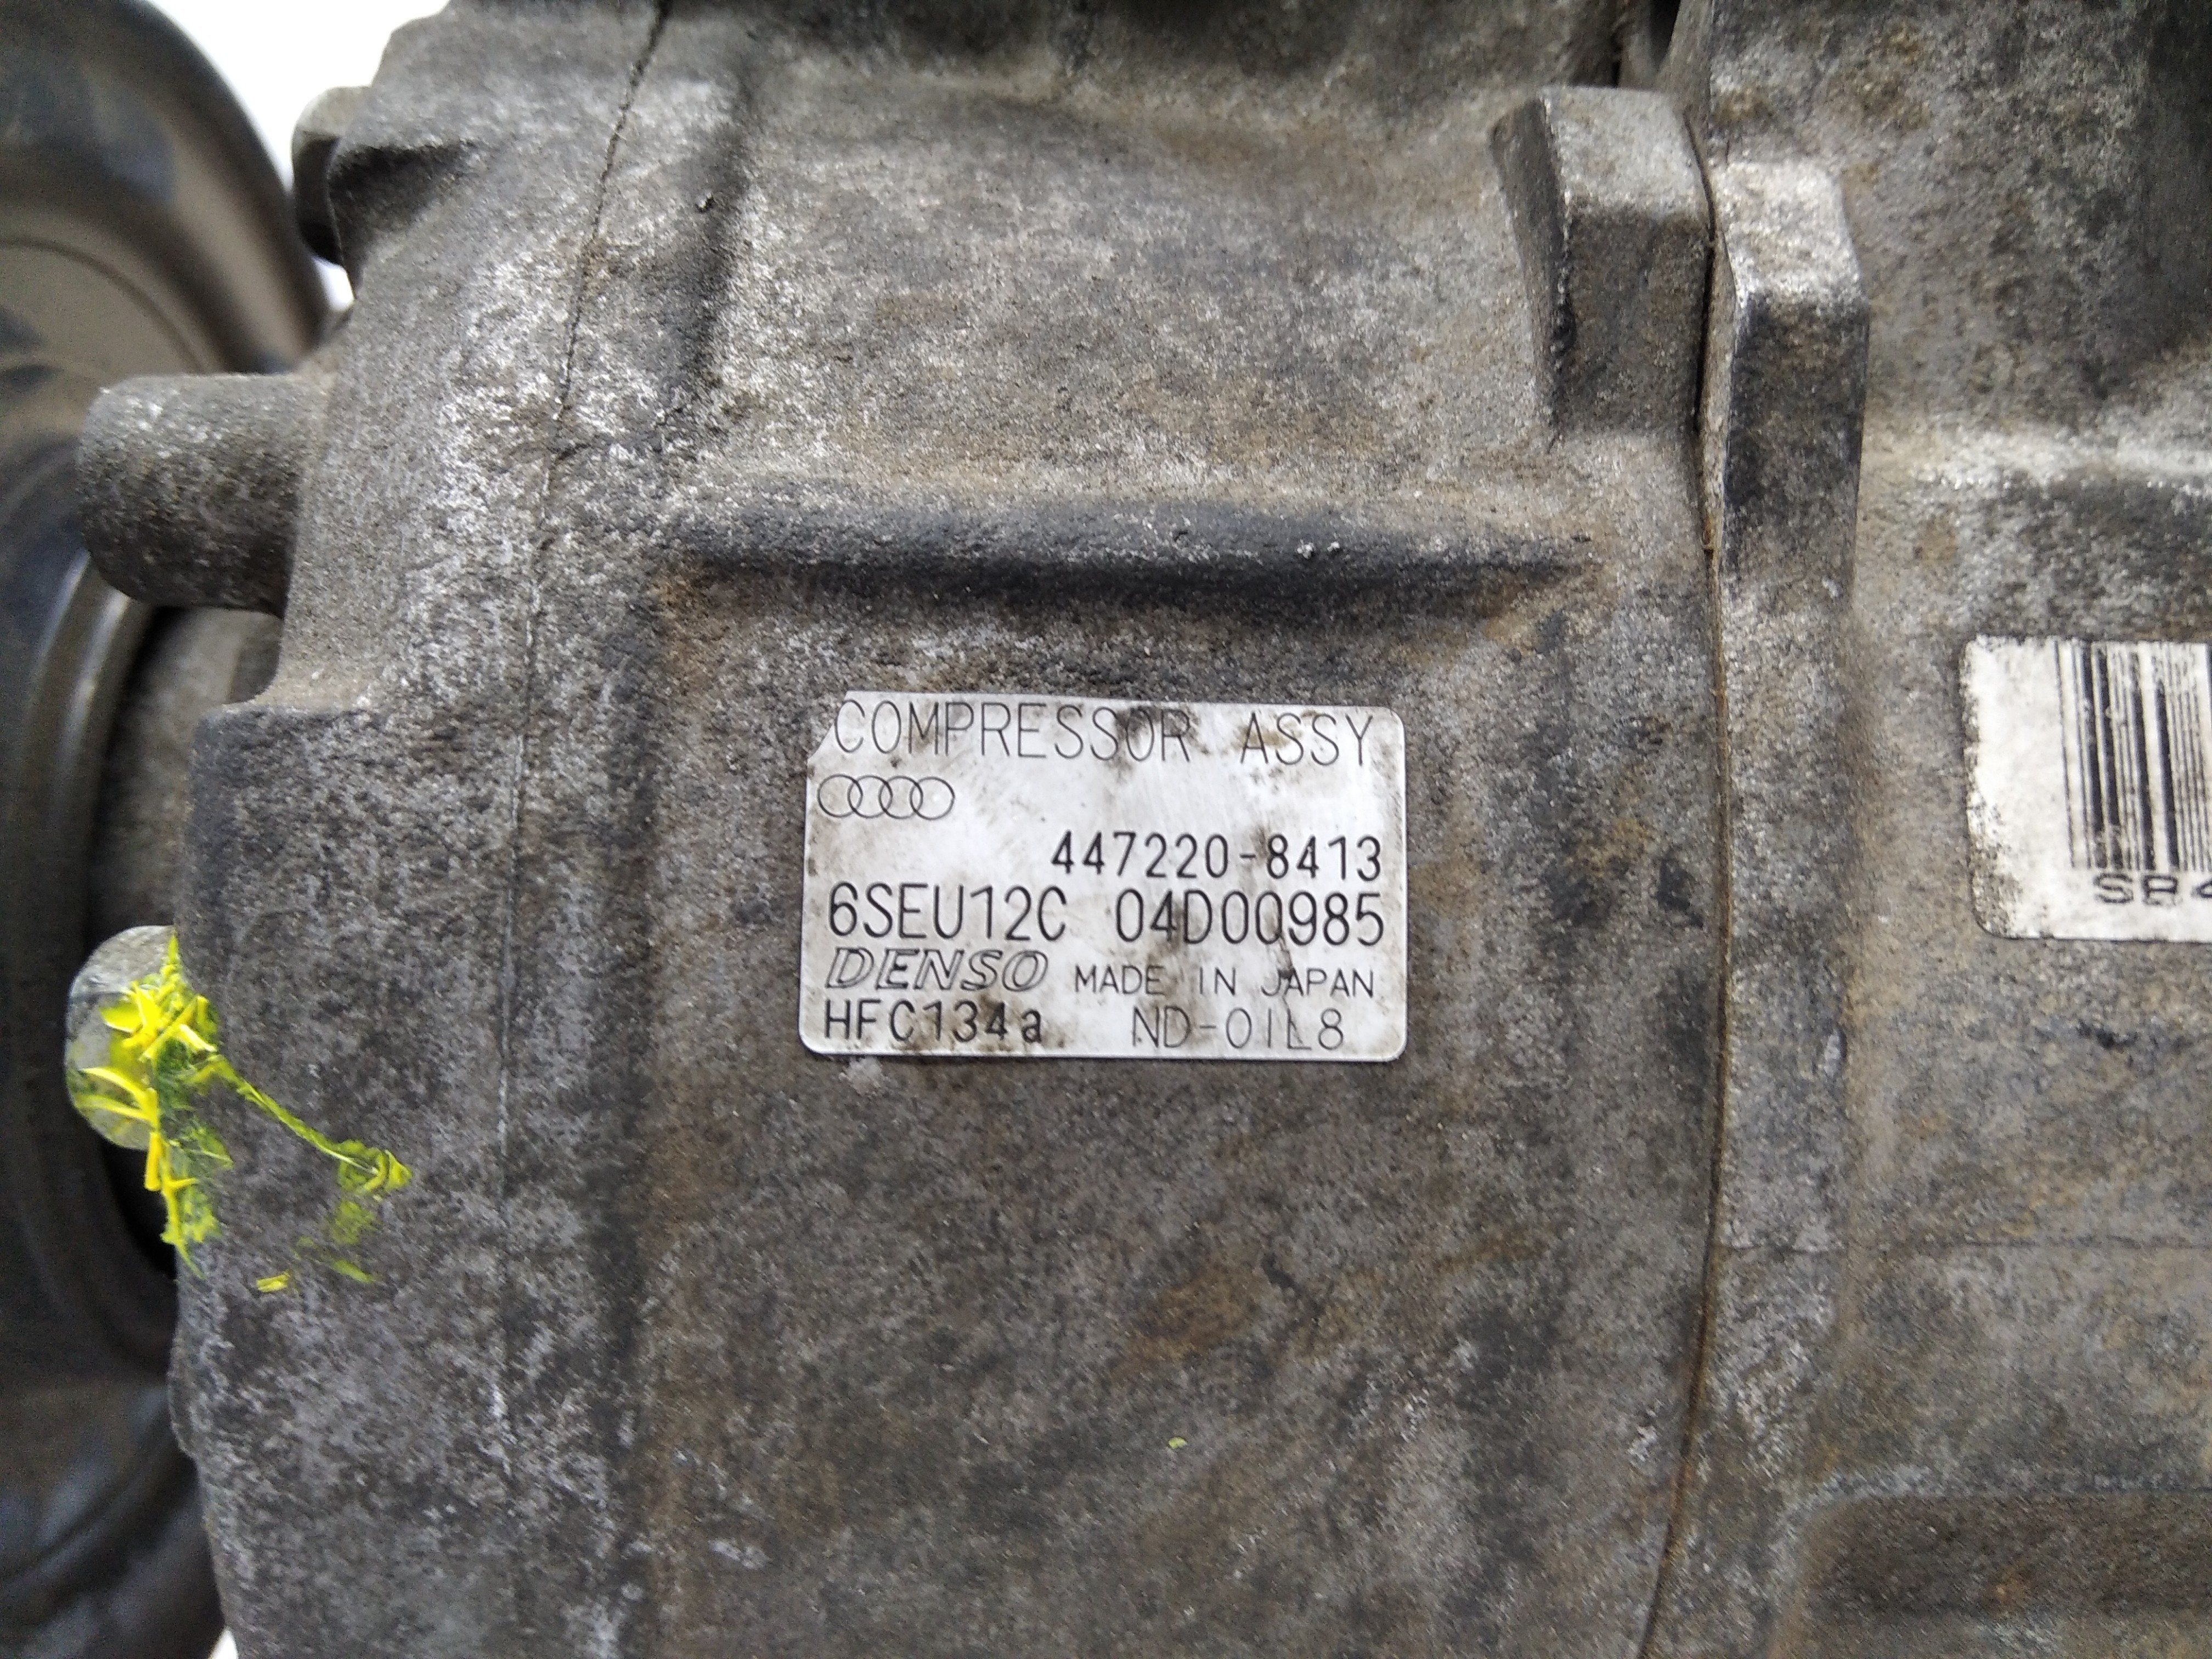 COMPRESSOR ASSY
447220-8413
6SEU12C 04D00985
DENSO MADE IN JAPAN
HFC134a ND-OIL8